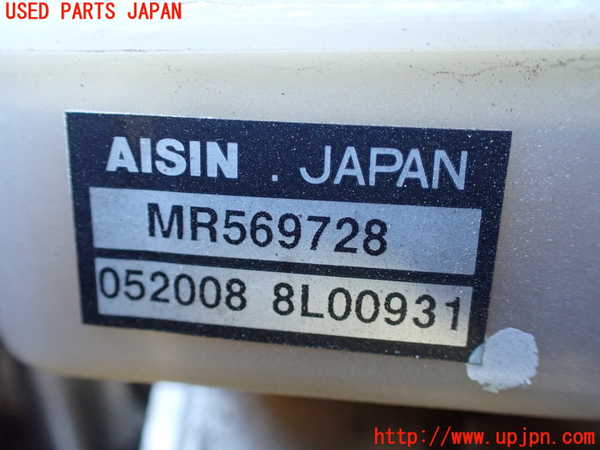 USED PARTS JAPAN
AISIN . JAPAN
MR569728
052008 8L00931
http://www.upjpn.com/